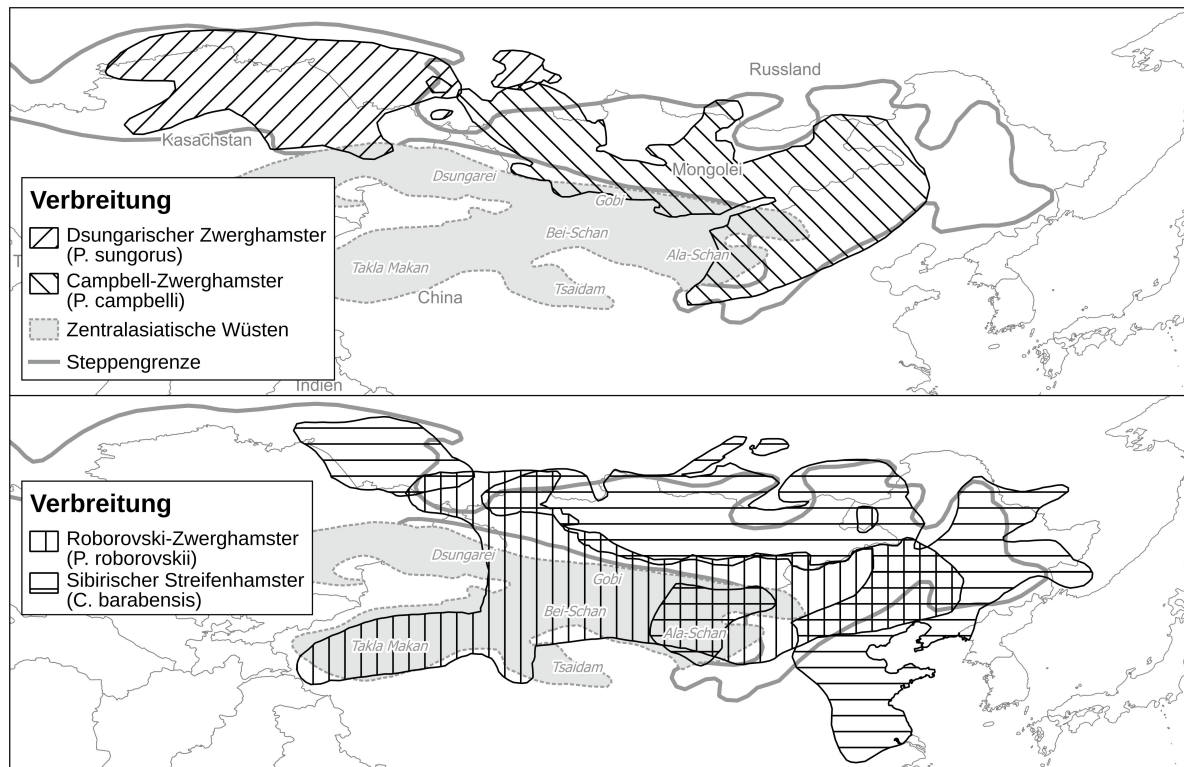 Russland
Kasachstan
Mongolei
Dsungarei
Gobi
Bei-Schan
Ala-Schan
Takla Makan
Tsaidam
China
T
Indien
Verbreitung
Dsungarischer Zwerghamster
(P. sungorus)
Campbell-Zwerghamster
(P. campbelli)
Zentralasiatische Wüsten
Steppengrenze
Dsungarei
Gobi
Bei-Schan
Ala-Schan
Takla Makan
Tsaidam
Verbreitung
Roborovski-Zwerghamster
(P. roborovskii)
Sibirischer Streifenhamster
(C. barabensis)